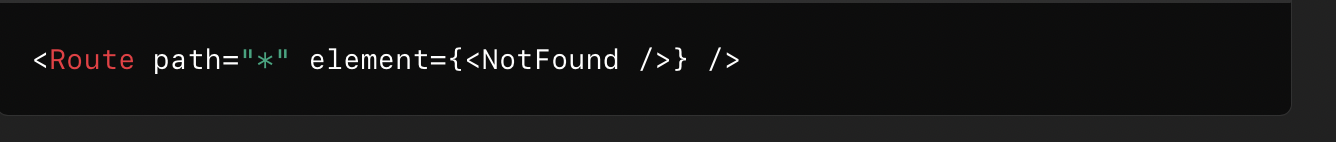 <Route path="*" element={<NotFound />} />